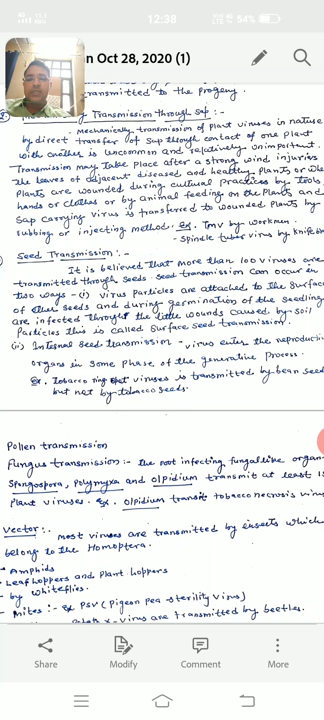 12:38
54%
n Oct 28, 2020 (1)
transmitted to the progeny
Transmission through sap :-
- Mechanically transmission of plant viruses in nature
by direct transfer of sap though contact of one plant
with another is uncommon and relatively unimportant.
Transmission may take place after a strong wind injuries
the leaves of adjacent diseased and healthy plants or whe
Plants are wounded during cultural practices by tools,
hands or clothes or by animal feeding on the Plants and
Sap carrying virus is transferred to wounded plants by
rubbing or injecting method. ex. TMV by workmen
- Spindle tuber virus by knife
Seed Transmission :-
It is believed that more than 100 viruses are
transmitted through seeds. seed transmission can occur in
two ways - (i) virus particles are attached to the surface
of seeds and during germination of the seedling
are infected through the little wounds caused by soil
Particles this is called surface seed transmission.
(ii) Internal seed transmission - virus enter the reproducti
organs in some phase of the generative process.
Ex. Tobacco ring viruses is transmitted by bean seed
but not by tobacco seeds.
Pollen transmission
Fungus transmission :- the root infecting, fungal like organi
Spongospora, Polymyxa and Olpidium transmit at least
Plant viruses. ex. Olpidium transit tobacco necrosis virus
Vector :- Most viruses are transmitted by insects which
belong to the Homoptera.
- Amphids
- Leafhoppers and Plant hoppers
- by whiteflies.
- Mites :- ex PSV (Pigeon pea sterility virus)
x-virus are transmitted by beetles.
Share
Modify
Comment
More